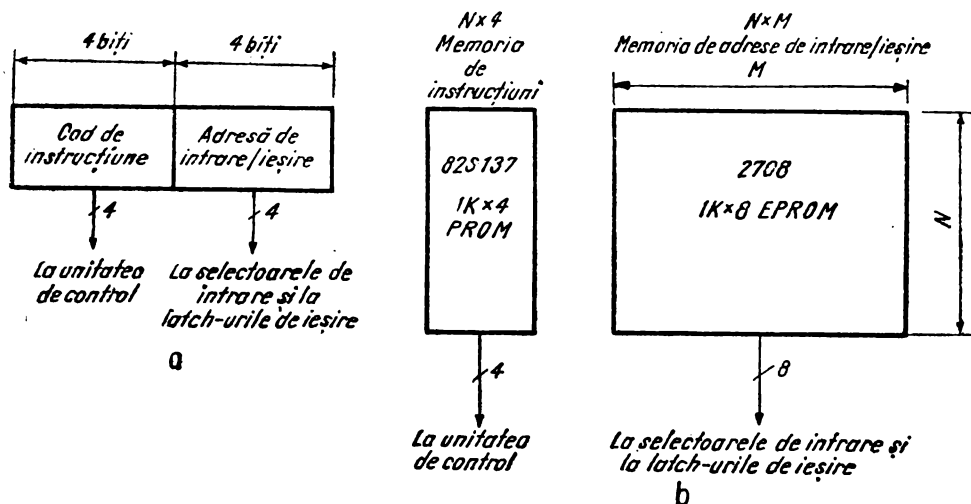 4 biți
4 biți
Cod de
instrucțiune
Adresă de
intrare/ieșire
4
4
La unitatea
de control
La selectoarele de
intrare și la
latch-urile de ieșire
a
N×4
Memoria
de
instrucțiuni
82S137
1K×4
PROM
4
La unitatea
de control
N×M
Memoria de adrese de intrare/ieșire
M
2708
1K×8 EPROM
N
8
La selectoarele de intrare și
la latch-urile de ieșire
b